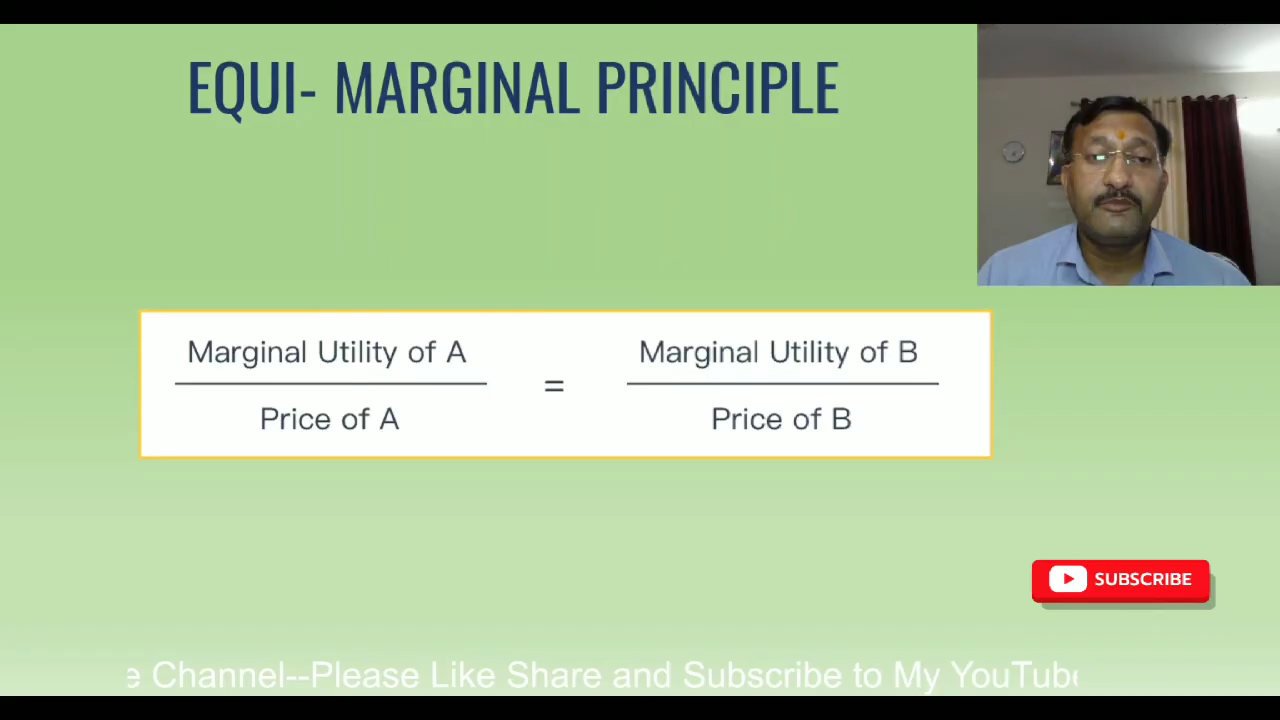 EQUI- MARGINAL PRINCIPLE
Marginal Utility of A
Price of A
=
Marginal Utility of B
Price of B
SUBSCRIBE
e Channel--Please Like Share and Subscribe to My YouTube